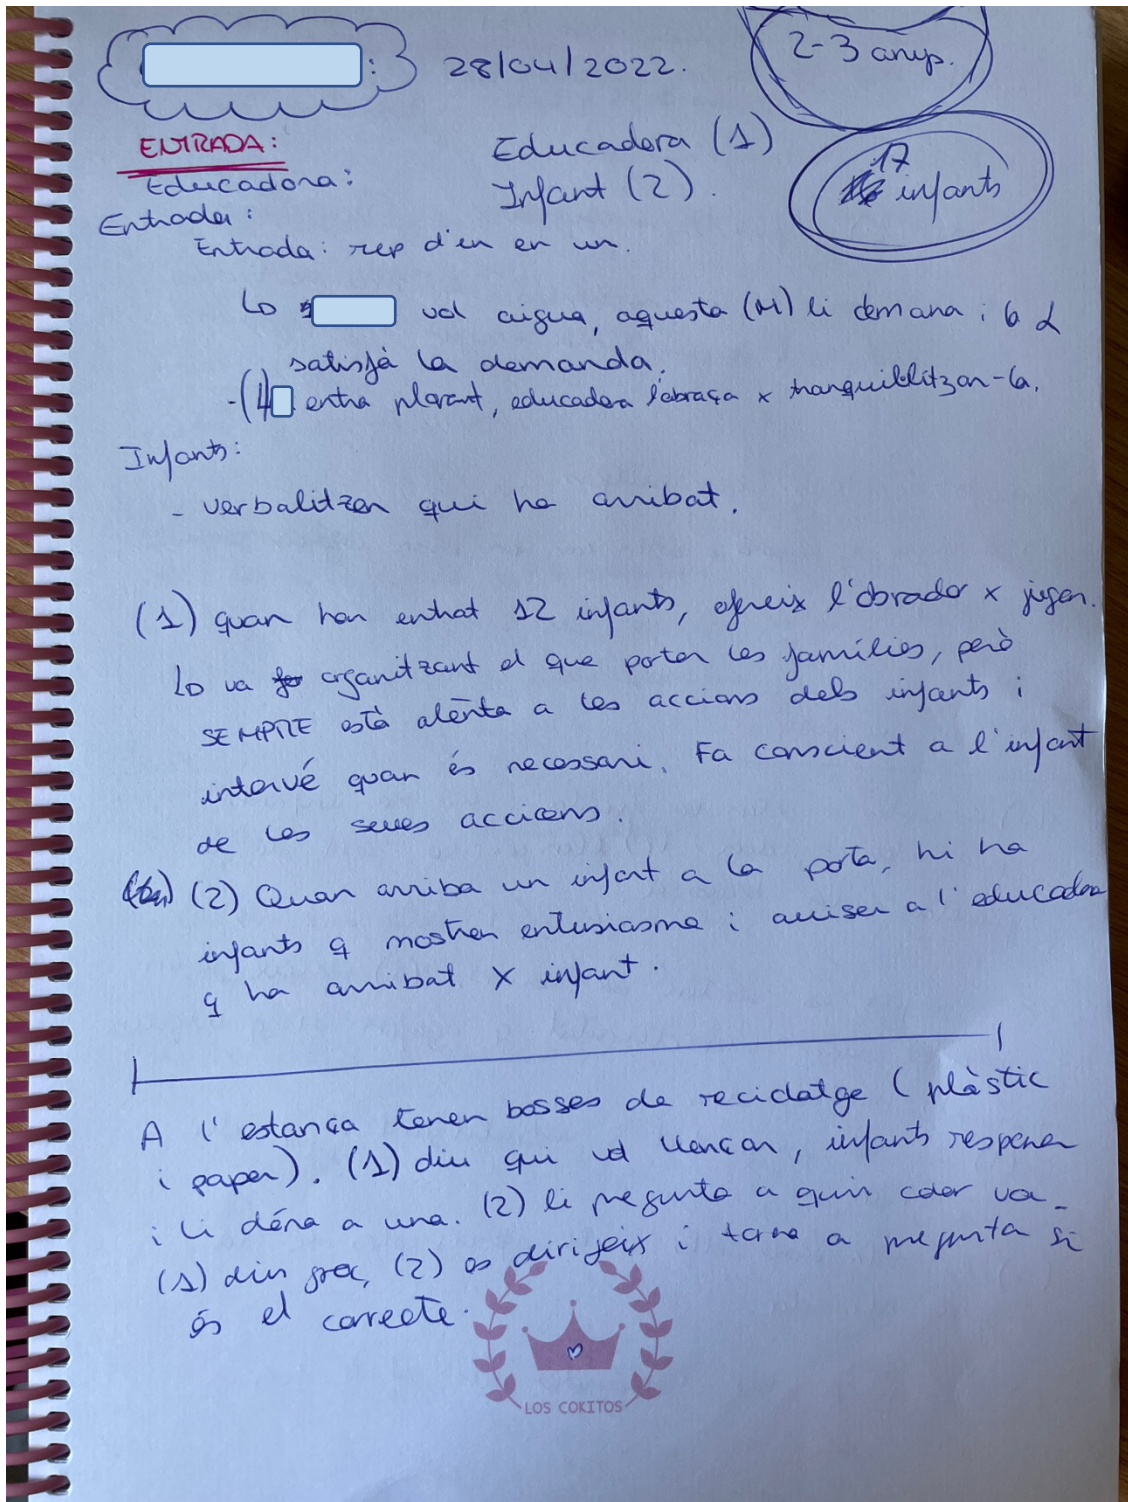 : 28/04/2022.
2-3 anys.
ENTRADA:
Educadora (1)
17 infants
Educadora:
Infant (2).
Entrada:
Entrada: rep d'en en un.
vol aigua, aquesta (M) li demana i
satisfà la demanda.
entra plorant, educadora l'abraça x tranquil·litzar-la.
Infants:
- verbalitzen qui ha arribat.
(1) quan han entrat 12 infants, ofereix l'obrador x jugar.
va organitzant el que porten les famílies, però
SEMPRE està atenta a les accions dels infants i
intervé quan és necessari. Fa conscient a l'infant
de les seves accions.
(2) Quan arriba un infant a la porta, hi ha
infants q mostren entusiasme i avisen a l'educadora
q ha arribat X infant.
A l'estança tenen bosses de reciclatge (plàstic
i paper). (1) diu qui vol llençar, infants responen
i li dóna a una. (2) li pregunta a quin color va.
(1) diu groc, (2) es dirigeix i torna a pregunta si
és el correcte.
LOS COKITOS